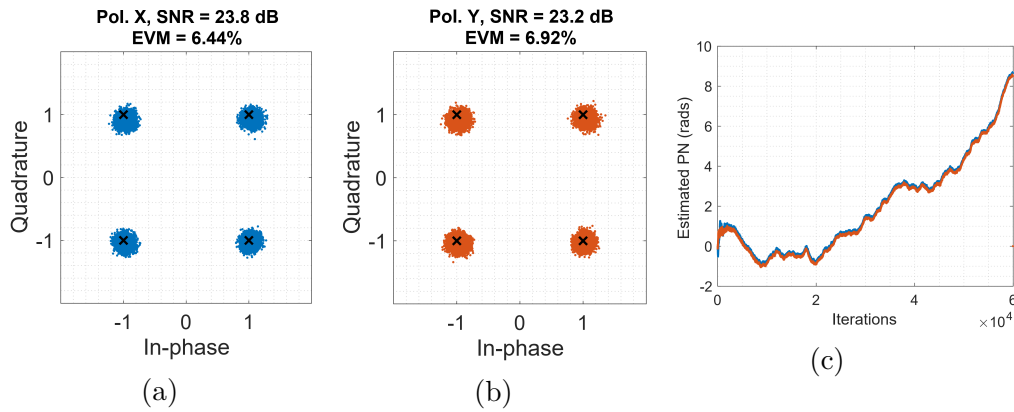 Pol. X, SNR = 23.8 dB
EVM = 6.44%
Quadrature
1
0
-1
-1 0 1
In-phase
(a)
Pol. Y, SNR = 23.2 dB
EVM = 6.92%
Quadrature
1
0
-1
-1 0 1
In-phase
(b)
Estimated PN (rads)
10
8
6
4
2
0
-2
0 2 4 6
Iterations
×10⁴
(c)